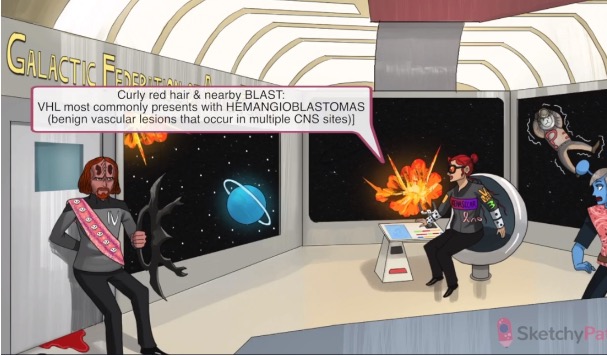 GALACTIC FEDERATION
Curly red hair & nearby BLAST:
VHL most commonly presents with HEMANGIOBLASTOMAS
(benign vascular lesions that occur in multiple CNS sites)]
SketchyPat